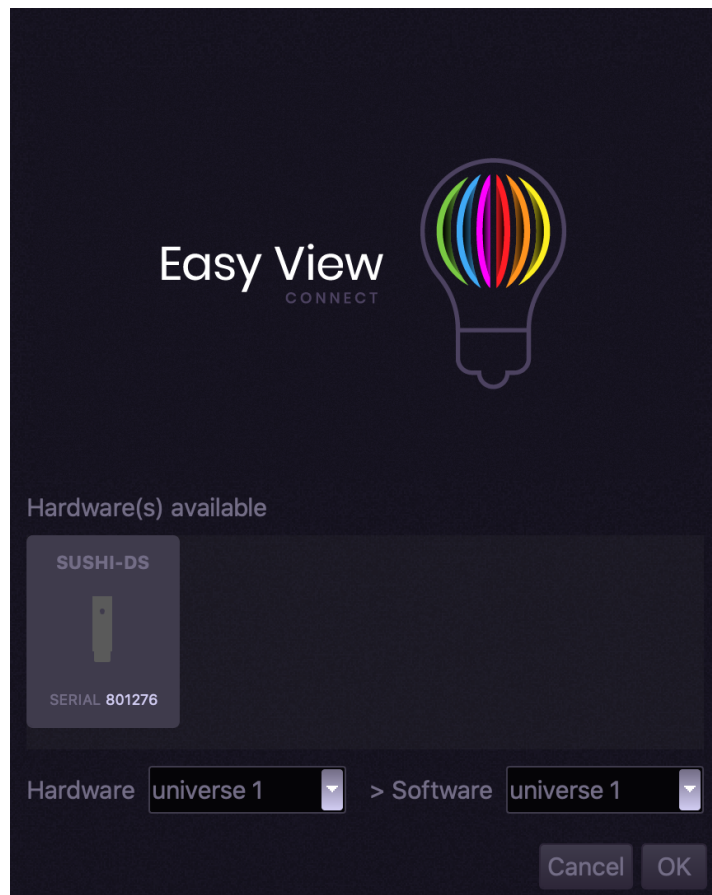 Easy View
CONNECT
Hardware(s) available
SUSHI-DS
SERIAL 801276
Hardware universe 1 > Software universe 1
Cancel OK